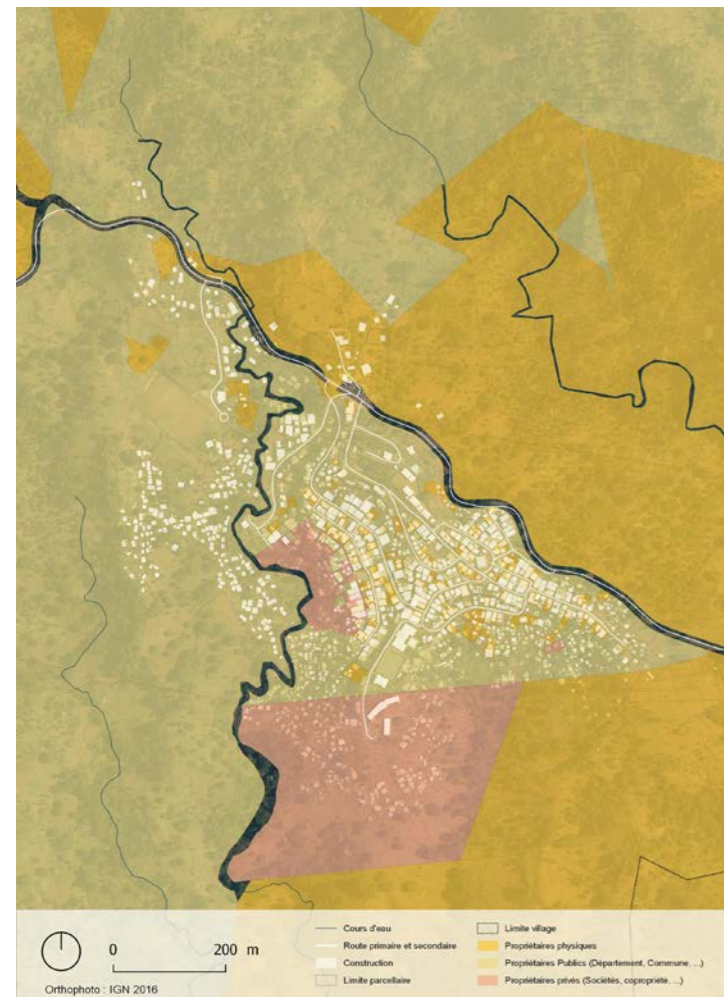 Cours d'eau
Route primaire et secondaire
Construction
Limite parcellaire
Limite village
Propriétaires physiques
Propriétaires Publics (Département, Commune, ...)
Propriétaires privés (Sociétés, copropriété, ...)
0 200 m
Orthophoto : IGN 2016